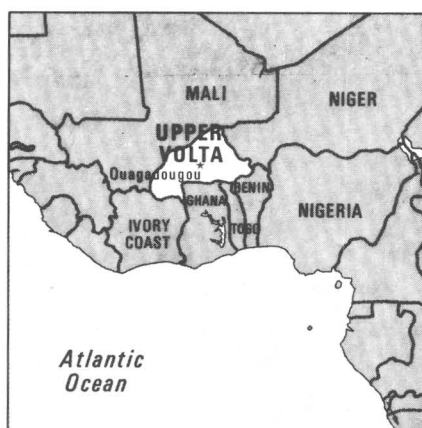 MALI
NIGER
UPPER
VOLTA
Ouagadougou
BENIN
GHANA
NIGERIA
IVORY
COAST
TOGO
Atlantic
Ocean